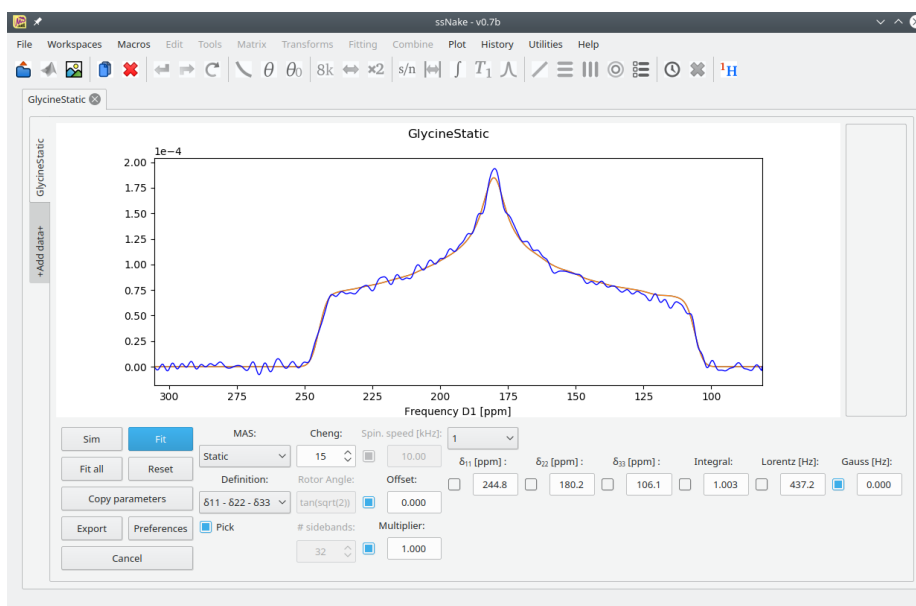 ssNake - v0.7b
File Workspaces Macros Edit Tools Matrix Transforms Fitting Combine Plot History Utilities Help
θ θ0 8k ×2 s/n ∫ T1 1H
GlycineStatic
GlycineStatic
+Add data+
GlycineStatic
1e−4
2.00
1.75
1.50
1.25
1.00
0.75
0.50
0.25
0.00
300 275 250 225 200 175 150 125 100
Frequency D1 [ppm]
Sim Fit MAS: Cheng: Spin. speed [kHz]: 1
Static 15 10.00 δ11 [ppm] : δ22 [ppm] : δ33 [ppm] : Integral: Lorentz [Hz]: Gauss [Hz]:
Fit all Reset Definition: Rotor Angle: Offset: 244.8 180.2 106.1 1.003 437.2 0.000
Copy parameters δ11 - δ22 - δ33 tan(sqrt(2)) 0.000
Export Preferences Pick # sidebands: Multiplier:
Cancel 32 1.000